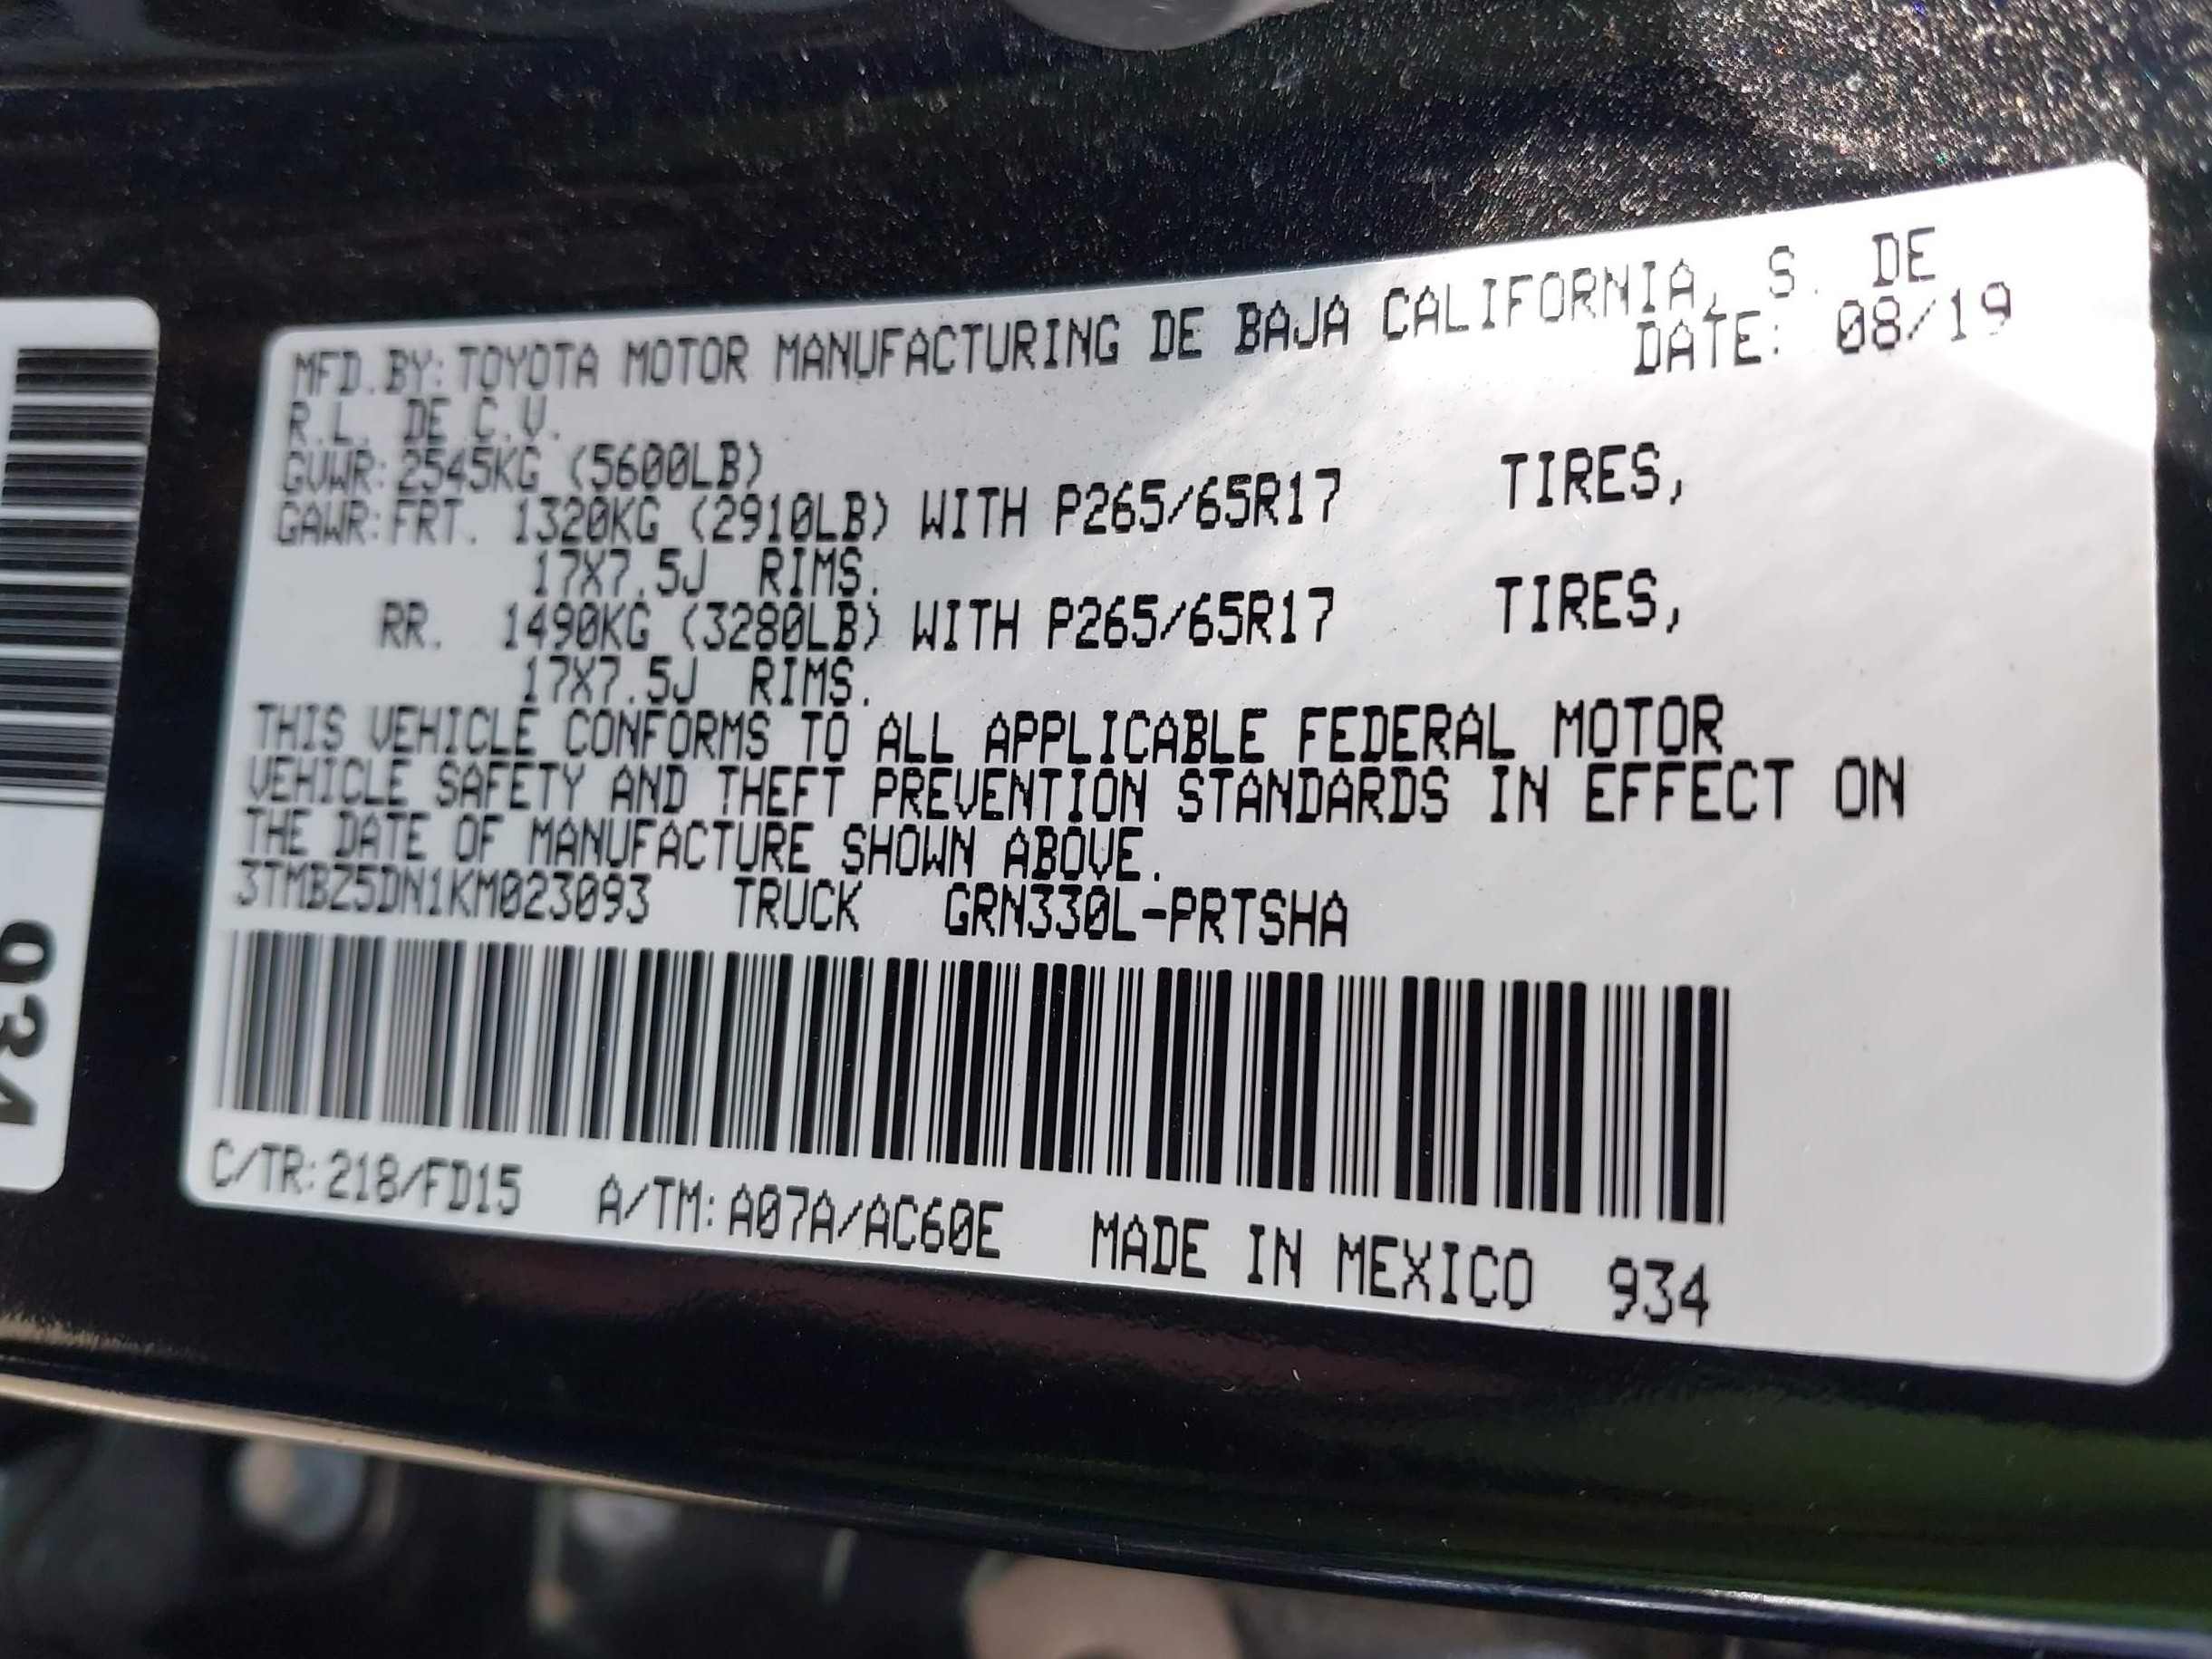 MFD.BY:TOYOTA MOTOR MANUFACTURING DE BAJA CALIFORNIA, S. DE
R.L. DE C.V. DATE: 08/19
GVWR:2545KG (5600LB)
GAWR:FRT. 1320KG (2910LB) WITH P265/65R17 TIRES,
17X7.5J RIMS.
RR. 1490KG (3280LB) WITH P265/65R17 TIRES,
17X7.5J RIMS.
THIS VEHICLE CONFORMS TO ALL APPLICABLE FEDERAL MOTOR
VEHICLE SAFETY AND THEFT PREVENTION STANDARDS IN EFFECT ON
THE DATE OF MANUFACTURE SHOWN ABOVE.
3TMBZ5DN1KM023093 TRUCK GRN330L-PRTSHA
C/TR:218/FD15 A/TM:A07A/AC60E MADE IN MEXICO 934
934